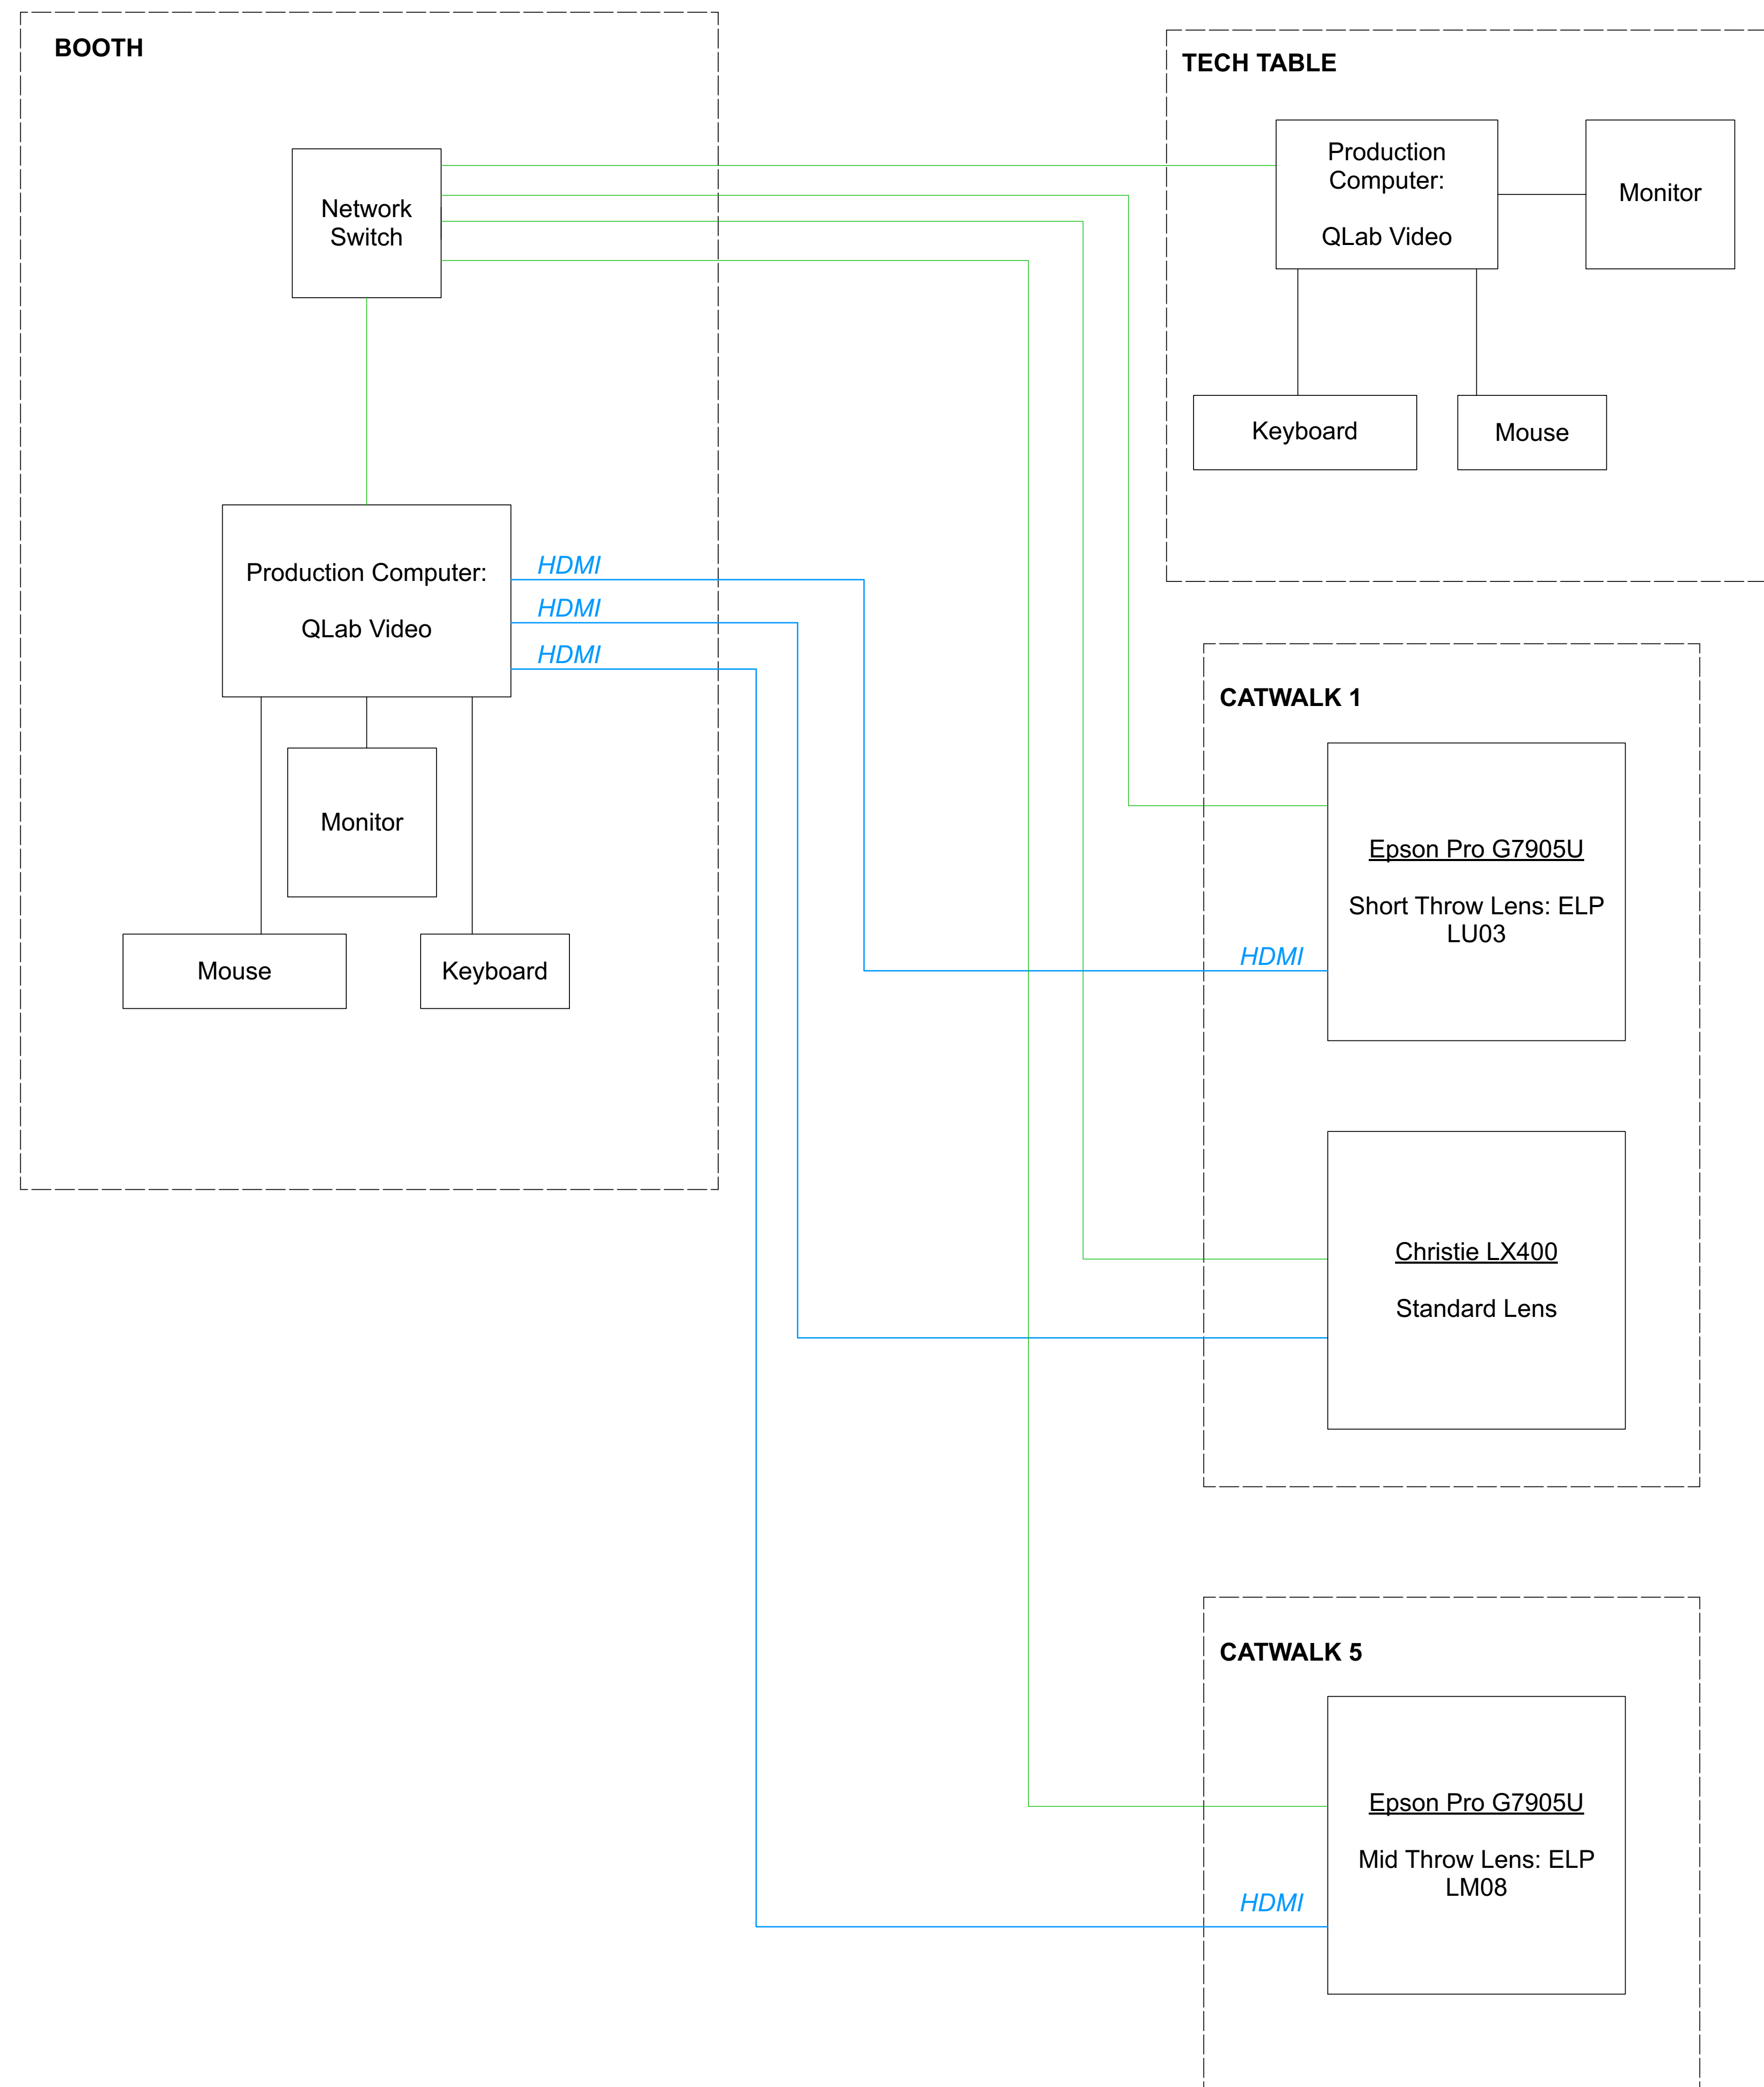 BOOTH
Network
Switch
Production Computer:
QLab Video
HDMI
HDMI
HDMI
Monitor
Mouse
Keyboard
TECH TABLE
Production
Computer:
QLab Video
Monitor
Keyboard
Mouse
CATWALK 1
Epson Pro G7905U
Short Throw Lens: ELP
LU03
HDMI
Christie LX400
Standard Lens
CATWALK 5
Epson Pro G7905U
Mid Throw Lens: ELP
LM08
HDMI